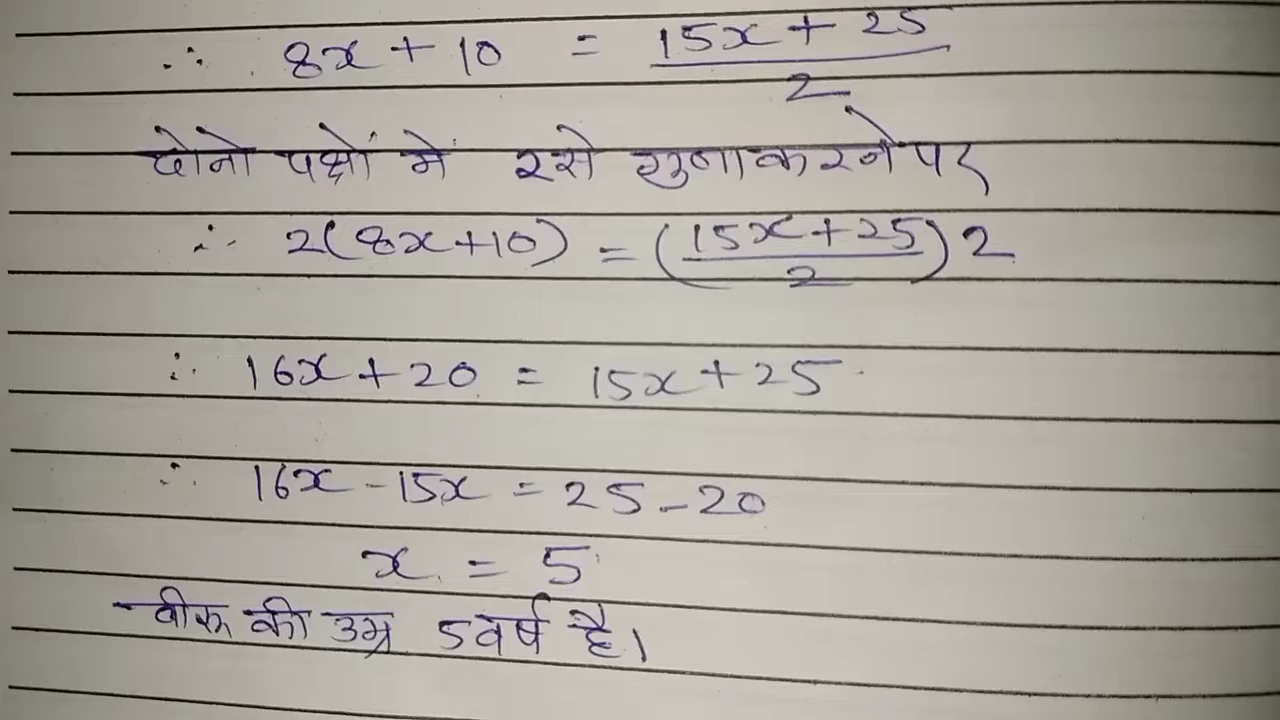 ∴ 8x + 10 = (15x + 25)/2
दोनो पक्षों में २से गुणा करने पर
∴ 2(8x+10) = ((15x+25)/2)2
∴ 16x + 20 = 15x + 25
∴ 16x - 15x = 25 - 20
x = 5
वीरू की उम्र 5 वर्ष है।